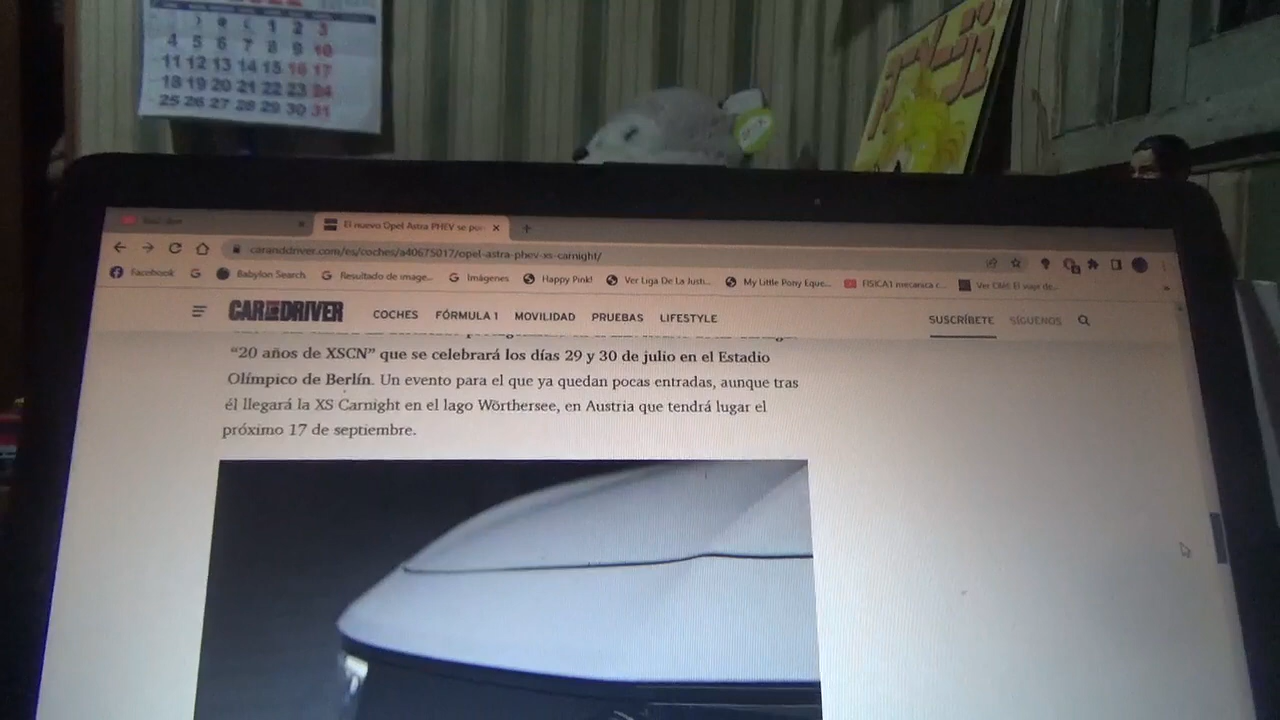 1 2 3
4 5 6 7 8 9 10
11 12 13 14 15 16 17
18 19 20 21 22 23 24
25 26 27 28 29 30 31
El nuevo Opel Astra PHEV se po
caranddriver.com/es/coches/a40675017/opel-astra-phev-xs-carnight/
Facebook Babylon Search Resultado de image... Imágenes Happy Pink! Ver Liga De La Justi... My Little Pony Eque... FISICA1 mecanica c...
CAR AND DRIVER COCHES FÓRMULA 1 MOVILIDAD PRUEBAS LIFESTYLE SUSCRÍBETE SÍGUENOS
“20 años de XSCN” que se celebrará los días 29 y 30 de julio en el Estadio
Olímpico de Berlín. Un evento para el que ya quedan pocas entradas, aunque tras
él llegará la XS Carnight en el lago Wörthersee, en Austria que tendrá lugar el
próximo 17 de septiembre.